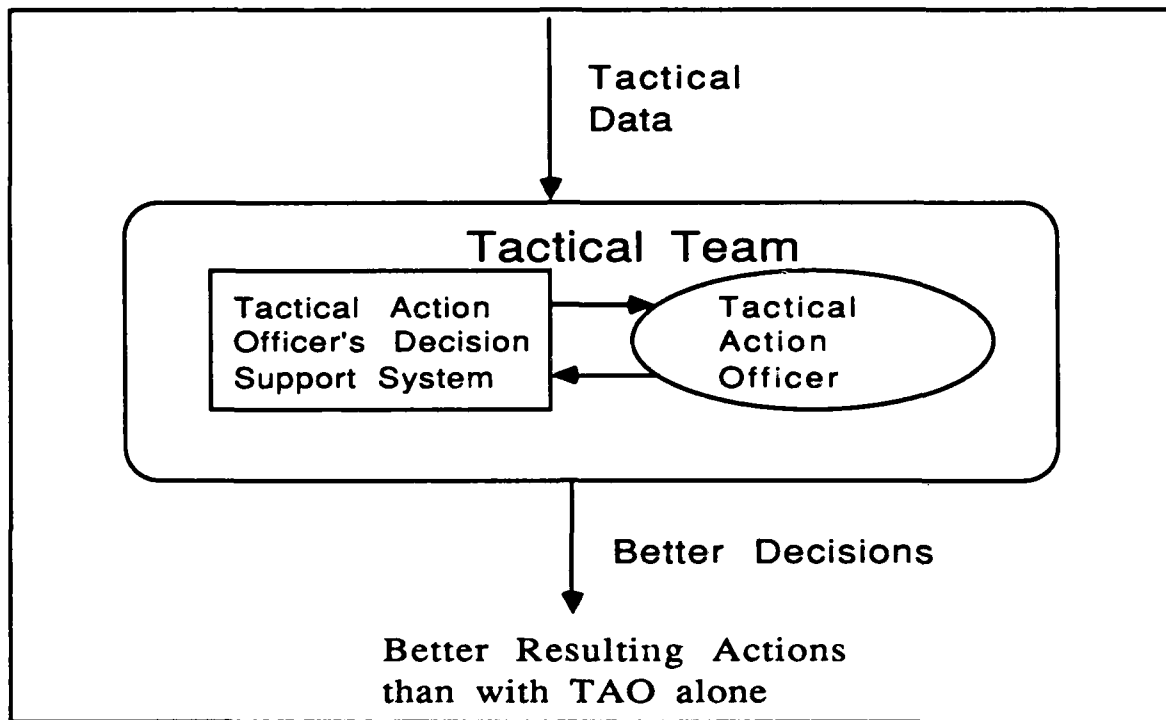 Tactical
Data
Tactical Team
Tactical Action
Officer's Decision
Support System
Tactical
Action
Officer
Better Decisions
Better Resulting Actions
than with TAO alone